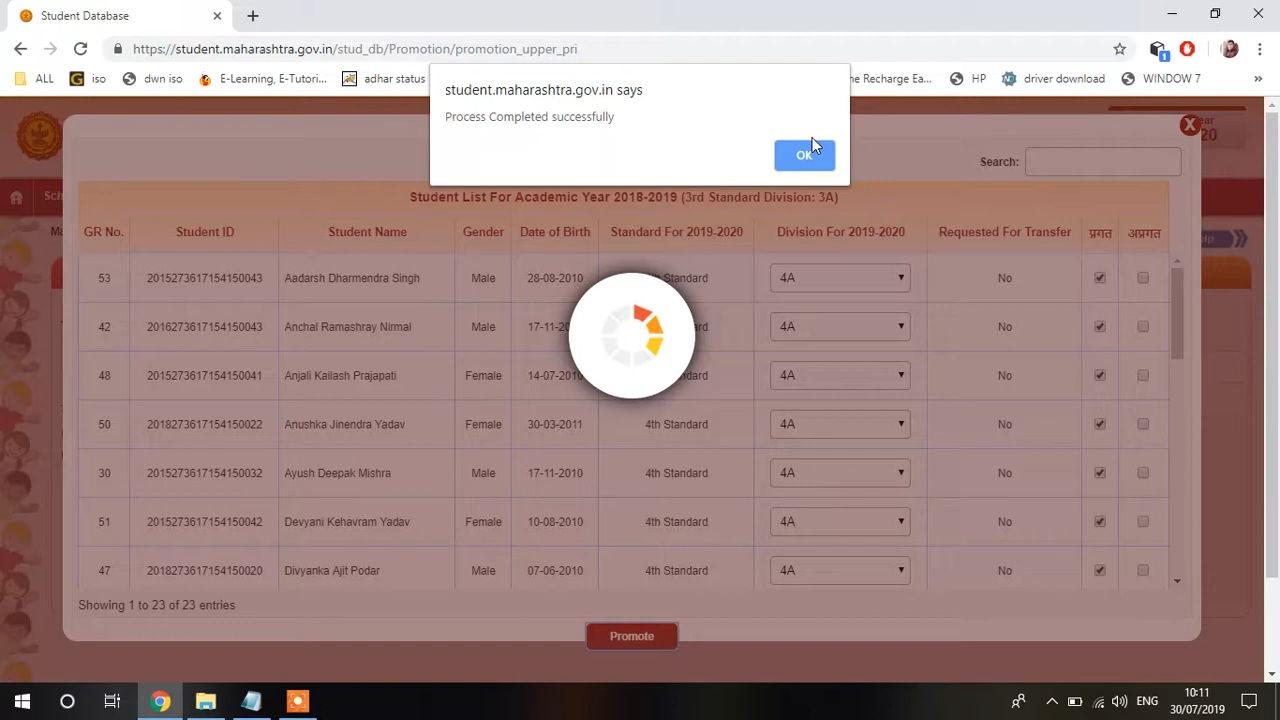 Student Database
https://student.maharashtra.gov.in/stud_db/Promotion/promotion_upper_pri
ALL iso dwn iso E-Learning, E-Tutori... adhar status he Recharge Ea... HP driver download WINDOW 7 »
student.maharashtra.gov.in says
Process Completed successfully
OK
Search:
Student List For Academic Year 2018-2019 (3rd Standard Division: 3A)
GR No. Student ID Student Name Gender Date of Birth Standard For 2019-2020 Division For 2019-2020 Requested For Transfer प्रगत अप्रगत
53 2015273617154150043 Aadarsh Dharmendra Singh Male 28-08-2010 Standard 4A No
42 2016273617154150043 Anchal Ramashray Nirmal Male 4A No
48 2015273617154150041 Anjali Kailash Prajapati Female 14-07-2010 4A No
50 2018273617154150022 Anushka Jinendra Yadav Female 30-03-2011 4th Standard 4A No
30 2015273617154150032 Ayush Deepak Mishra Male 17-11-2010 4th Standard 4A No
51 2015273617154150042 Devyani Kehavram Yadav Female 10-08-2010 4th Standard 4A No
47 2018273617154150020 Divyanka Ajit Podar Male 07-06-2010 4th Standard 4A No
Showing 1 to 23 of 23 entries
Promote
ENG
10:11
30/07/2019